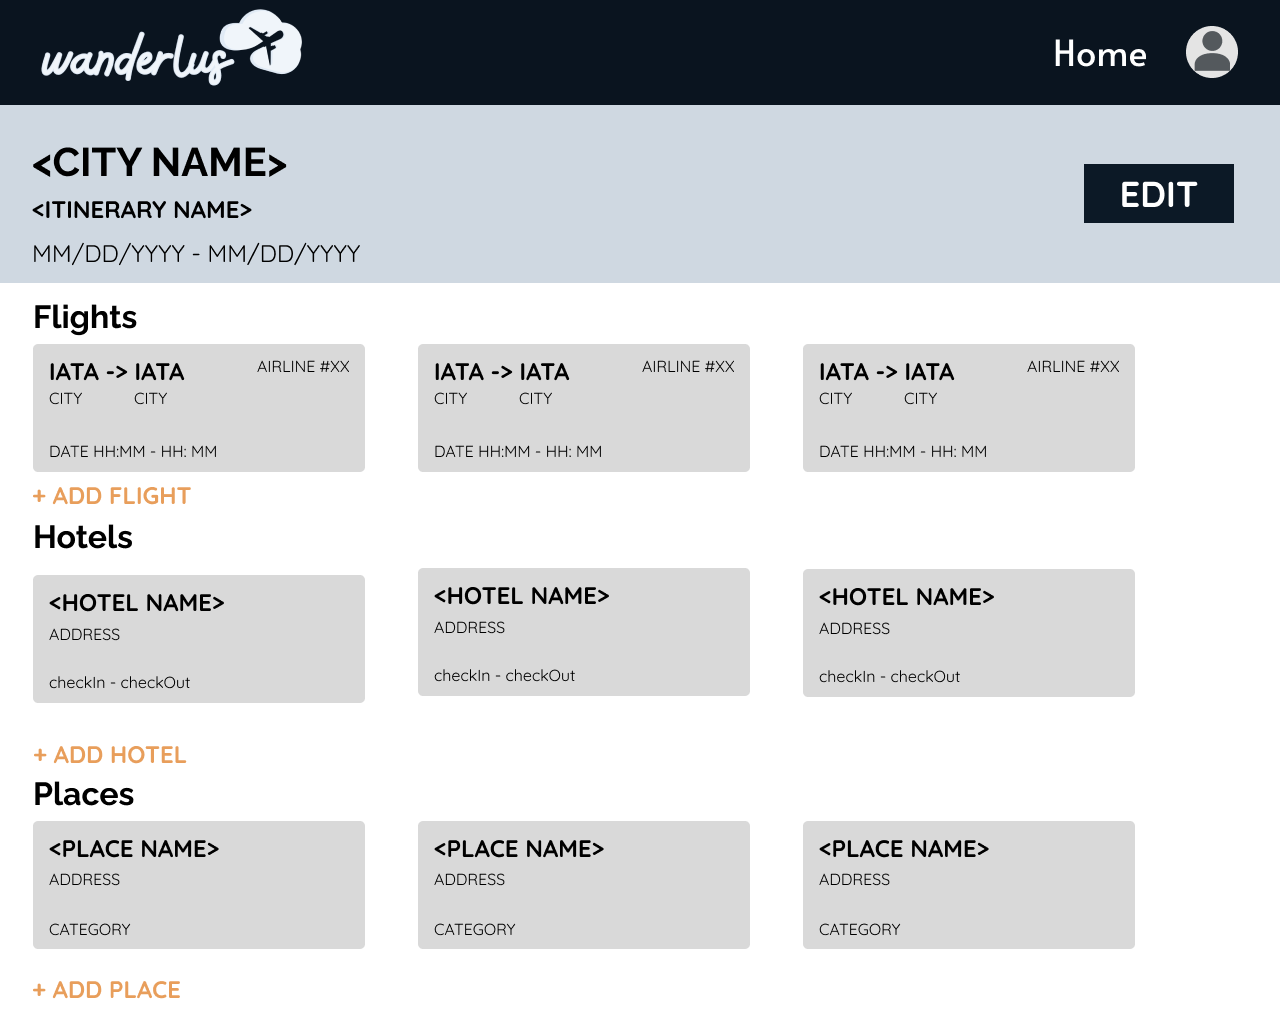 wanderlus
Home
<CITY NAME>
<ITINERARY NAME>
MM/DD/YYYY - MM/DD/YYYY
EDIT
Flights
IATA -> IATA AIRLINE #XX
CITY CITY
DATE HH:MM - HH: MM
IATA -> IATA AIRLINE #XX
CITY CITY
DATE HH:MM - HH: MM
IATA -> IATA AIRLINE #XX
CITY CITY
DATE HH:MM - HH: MM
+ ADD FLIGHT
Hotels
<HOTEL NAME>
ADDRESS
checkIn - checkOut
<HOTEL NAME>
ADDRESS
checkIn - checkOut
<HOTEL NAME>
ADDRESS
checkIn - checkOut
+ ADD HOTEL
Places
<PLACE NAME>
ADDRESS
CATEGORY
<PLACE NAME>
ADDRESS
CATEGORY
<PLACE NAME>
ADDRESS
CATEGORY
+ ADD PLACE